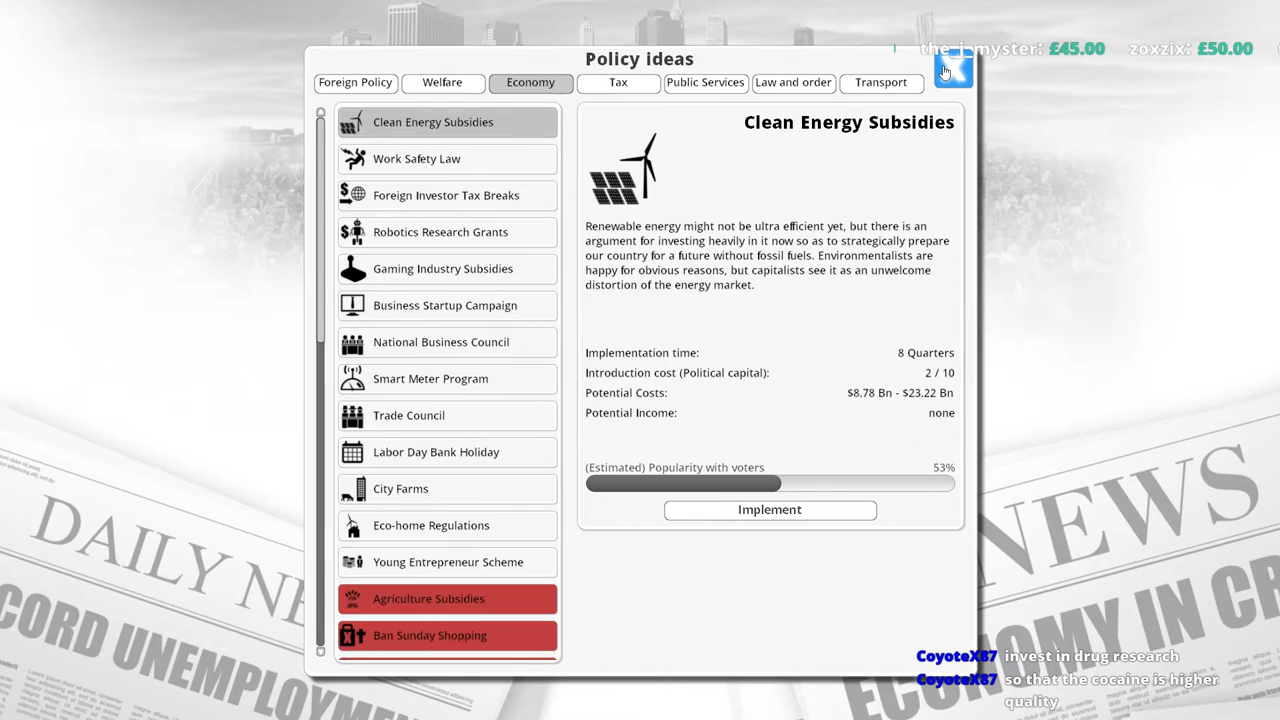 Policy ideas
the_j_myster: £45.00 zoxzix: £50.00
Foreign Policy
Welfare
Economy
Tax
Public Services
Law and order
Transport
Clean Energy Subsidies
Work Safety Law
Foreign Investor Tax Breaks
Robotics Research Grants
Gaming Industry Subsidies
Business Startup Campaign
National Business Council
Smart Meter Program
Trade Council
Labor Day Bank Holiday
City Farms
Eco-home Regulations
Young Entrepreneur Scheme
Agriculture Subsidies
Ban Sunday Shopping
Clean Energy Subsidies
Renewable energy might not be ultra efficient yet, but there is an
argument for investing heavily in it now so as to strategically prepare
our country for a future without fossil fuels. Environmentalists are
happy for obvious reasons, but capitalists see it as an unwelcome
distortion of the energy market.
Implementation time: 8 Quarters
Introduction cost (Political capital): 2 / 10
Potential Costs: $8.78 Bn - $23.22 Bn
Potential Income: none
(Estimated) Popularity with voters 53%
Implement
DAILY NE
CORD UNEMPLOYM
NEWS
ECONOMY IN CR
CoyoteX87 invest in drug research
CoyoteX87 so that the cocaine is higher
quality